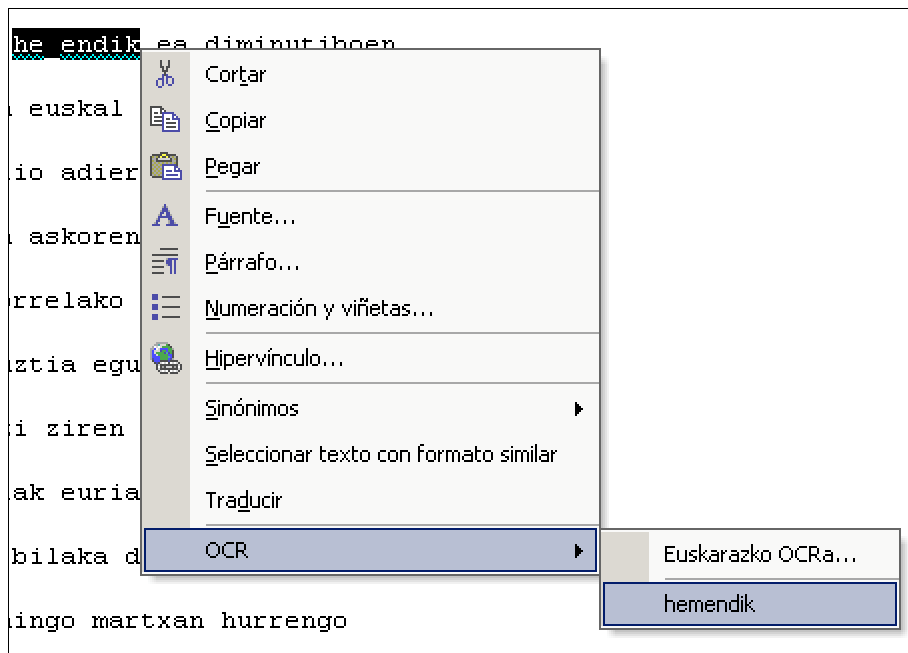 he endik ea diminutiboen
euskal
io adier
askoren
rrelako
ztia egu
i ziren
ak euria
bilaka d
ingo martxan hurrengo
Cortar
Copiar
Pegar
Fuente...
Párrafo...
Numeración y viñetas...
Hipervínculo...
Sinónimos
Seleccionar texto con formato similar
Traducir
OCR
Euskarazko OCRa...
hemendik